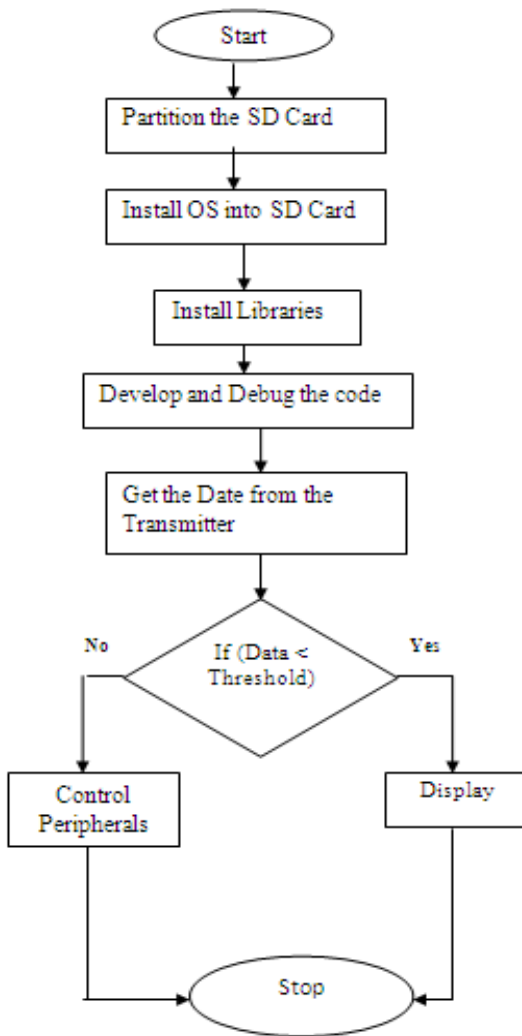 Start
Partition the SD Card
Install OS into SD Card
Install Libraries
Develop and Debug the code
Get the Date from the
Transmitter
No
If (Data <
Threshold)
Yes
Control
Peripherals
Display
Stop